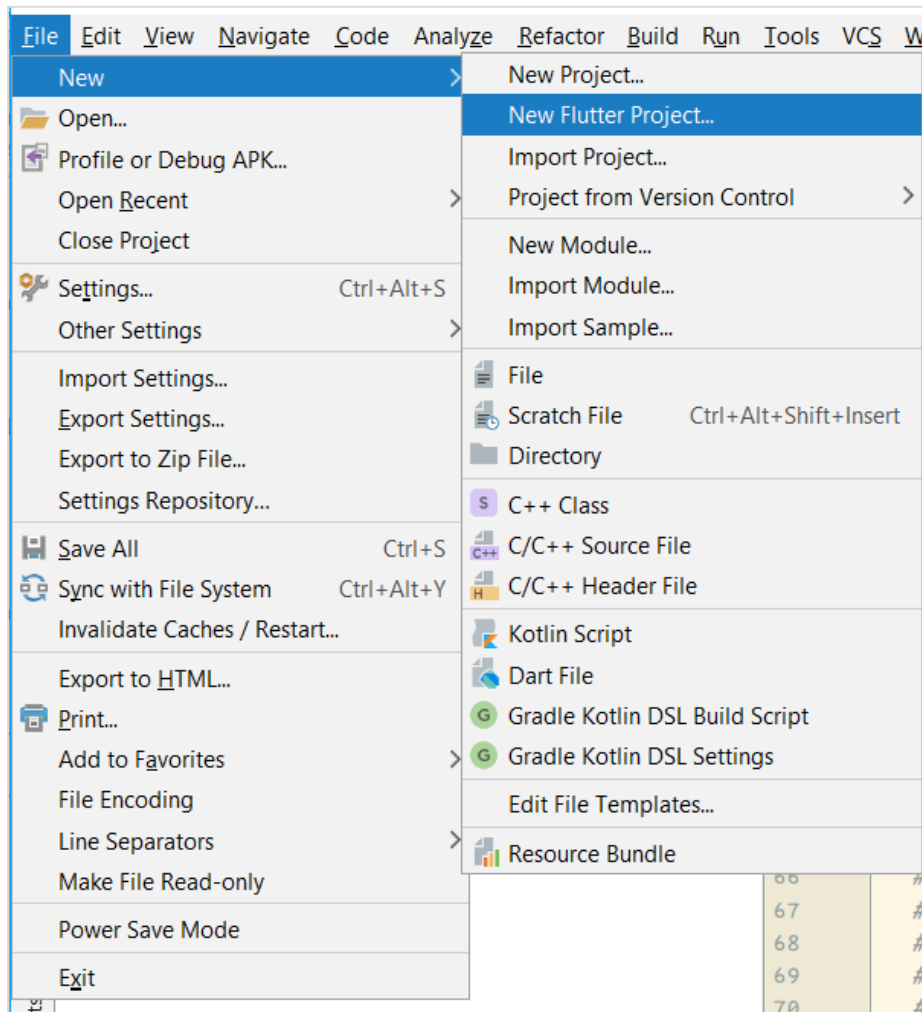 File Edit View Navigate Code Analyze Refactor Build Run Tools VCS W
New
Open...
Profile or Debug APK...
Open Recent
Close Project
Settings... Ctrl+Alt+S
Other Settings
Import Settings...
Export Settings...
Export to Zip File...
Settings Repository...
Save All Ctrl+S
Sync with File System Ctrl+Alt+Y
Invalidate Caches / Restart...
Export to HTML...
Print...
Add to Favorites
File Encoding
Line Separators
Make File Read-only
Power Save Mode
Exit
New Project...
New Flutter Project...
Import Project...
Project from Version Control
New Module...
Import Module...
Import Sample...
File
Scratch File Ctrl+Alt+Shift+Insert
Directory
S C++ Class
C++ C/C++ Source File
H C/C++ Header File
Kotlin Script
Dart File
G Gradle Kotlin DSL Build Script
G Gradle Kotlin DSL Settings
Edit File Templates...
Resource Bundle
66 #
67 #
68 #
69 #
70 #
ts